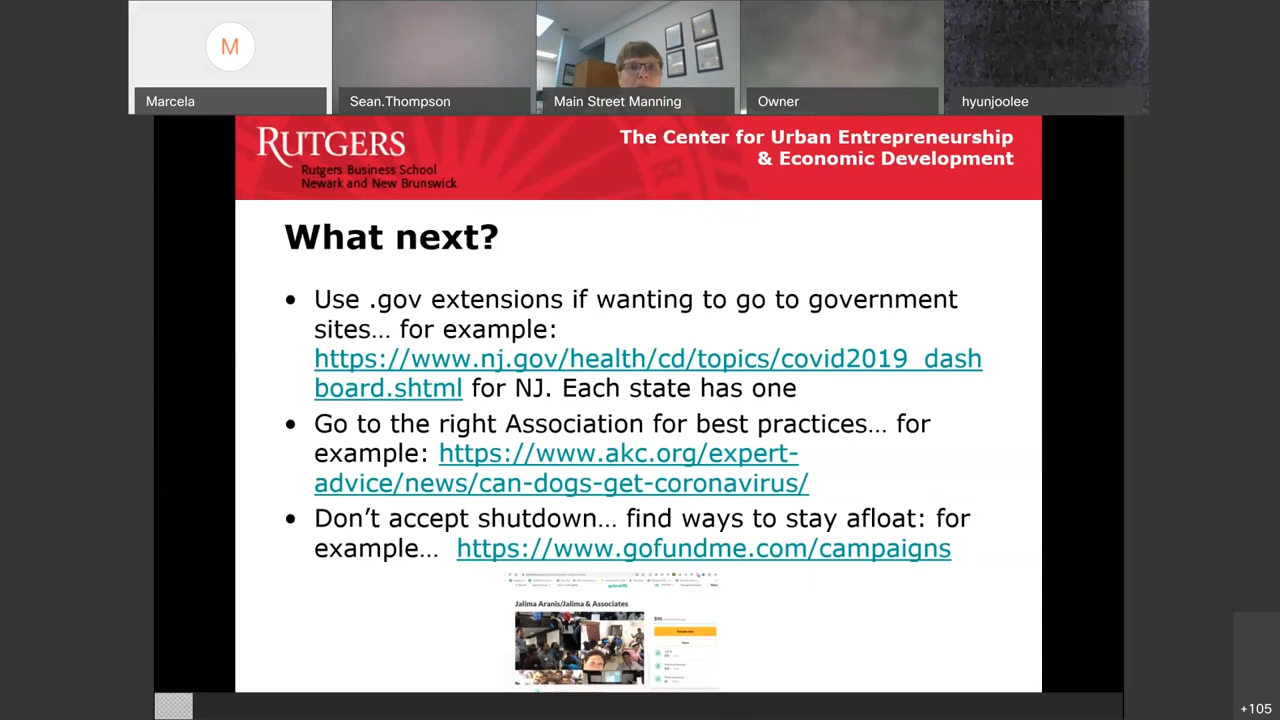 M
Marcela
Sean.Thompson
Main Street Manning
Owner
hyunjoolee
RUTGERS
Rutgers Business School
Newark and New Brunswick
The Center for Urban Entrepreneurship
& Economic Development
What next?
• Use .gov extensions if wanting to go to government
sites… for example:
https://www.nj.gov/health/cd/topics/covid2019_dash
board.shtml for NJ. Each state has one
• Go to the right Association for best practices… for
example: https://www.akc.org/expert-
advice/news/can-dogs-get-coronavirus/
• Don’t accept shutdown… find ways to stay afloat: for
example… https://www.gofundme.com/campaigns
Jalima Aranis/Jalima & Associates
+105